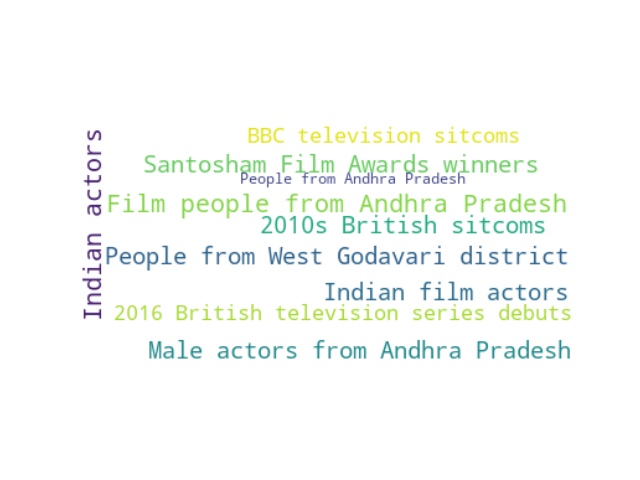 Indian actors
BBC television sitcoms
Santosham Film Awards winners
People from Andhra Pradesh
Film people from Andhra Pradesh
2010s British sitcoms
People from West Godavari district
Indian film actors
2016 British television series debuts
Male actors from Andhra Pradesh